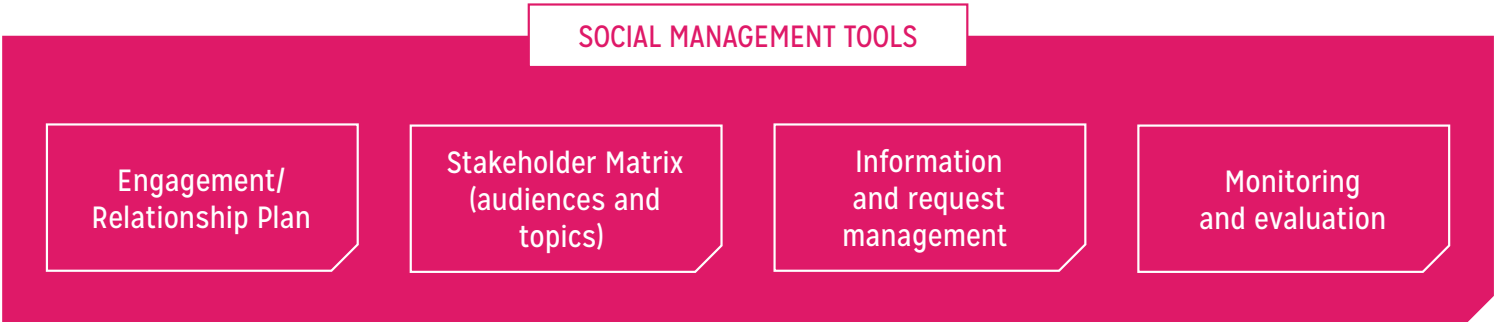 SOCIAL MANAGEMENT TOOLS
Engagement/
Relationship Plan
Stakeholder Matrix
(audiences and
topics)
Information
and request
management
Monitoring
and evaluation